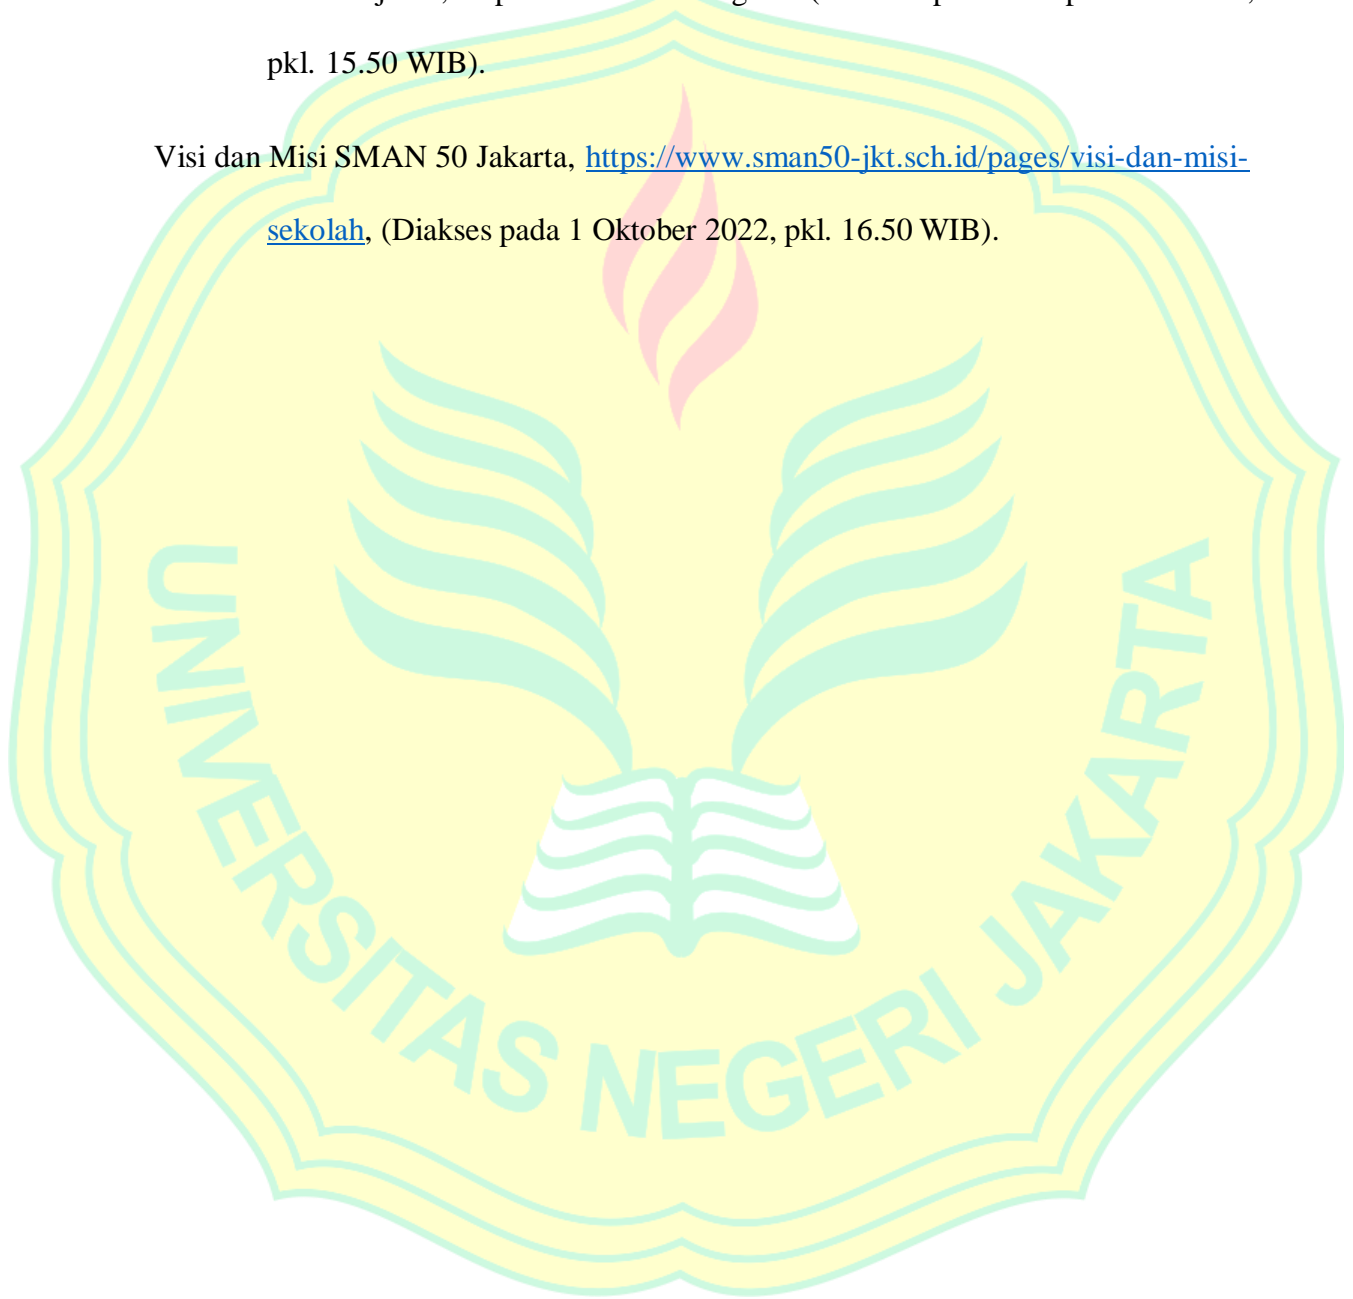 pkl. 15.50 WIB).
Visi dan Misi SMAN 50 Jakarta, https://www.sman50-jkt.sch.id/pages/visi-dan-misi-
sekolah, (Diakses pada 1 Oktober 2022, pkl. 16.50 WIB).
UNIVERSITAS NEGERI JAKARTA